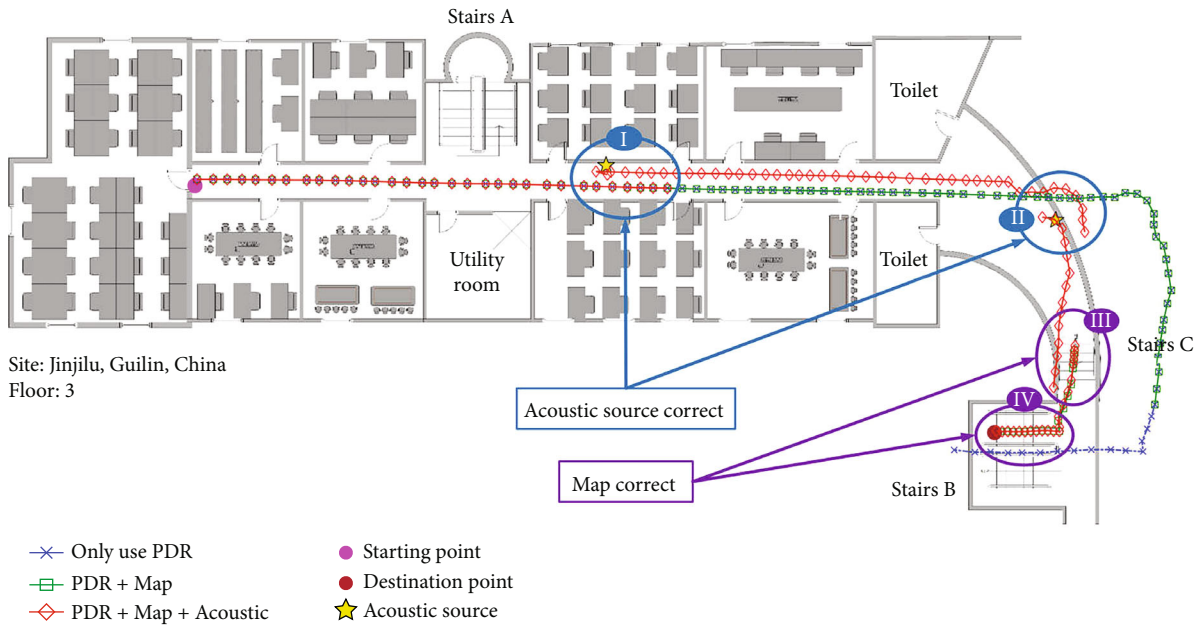 Stairs A
Toilet
I
II
Utility
room
Toilet
III
Stairs C
Site: Jinjilu, Guilin, China
Floor: 3
Acoustic source correct
IV
Map correct
Stairs B
Only use PDR
PDR + Map
PDR + Map + Acoustic
Starting point
Destination point
Acoustic source